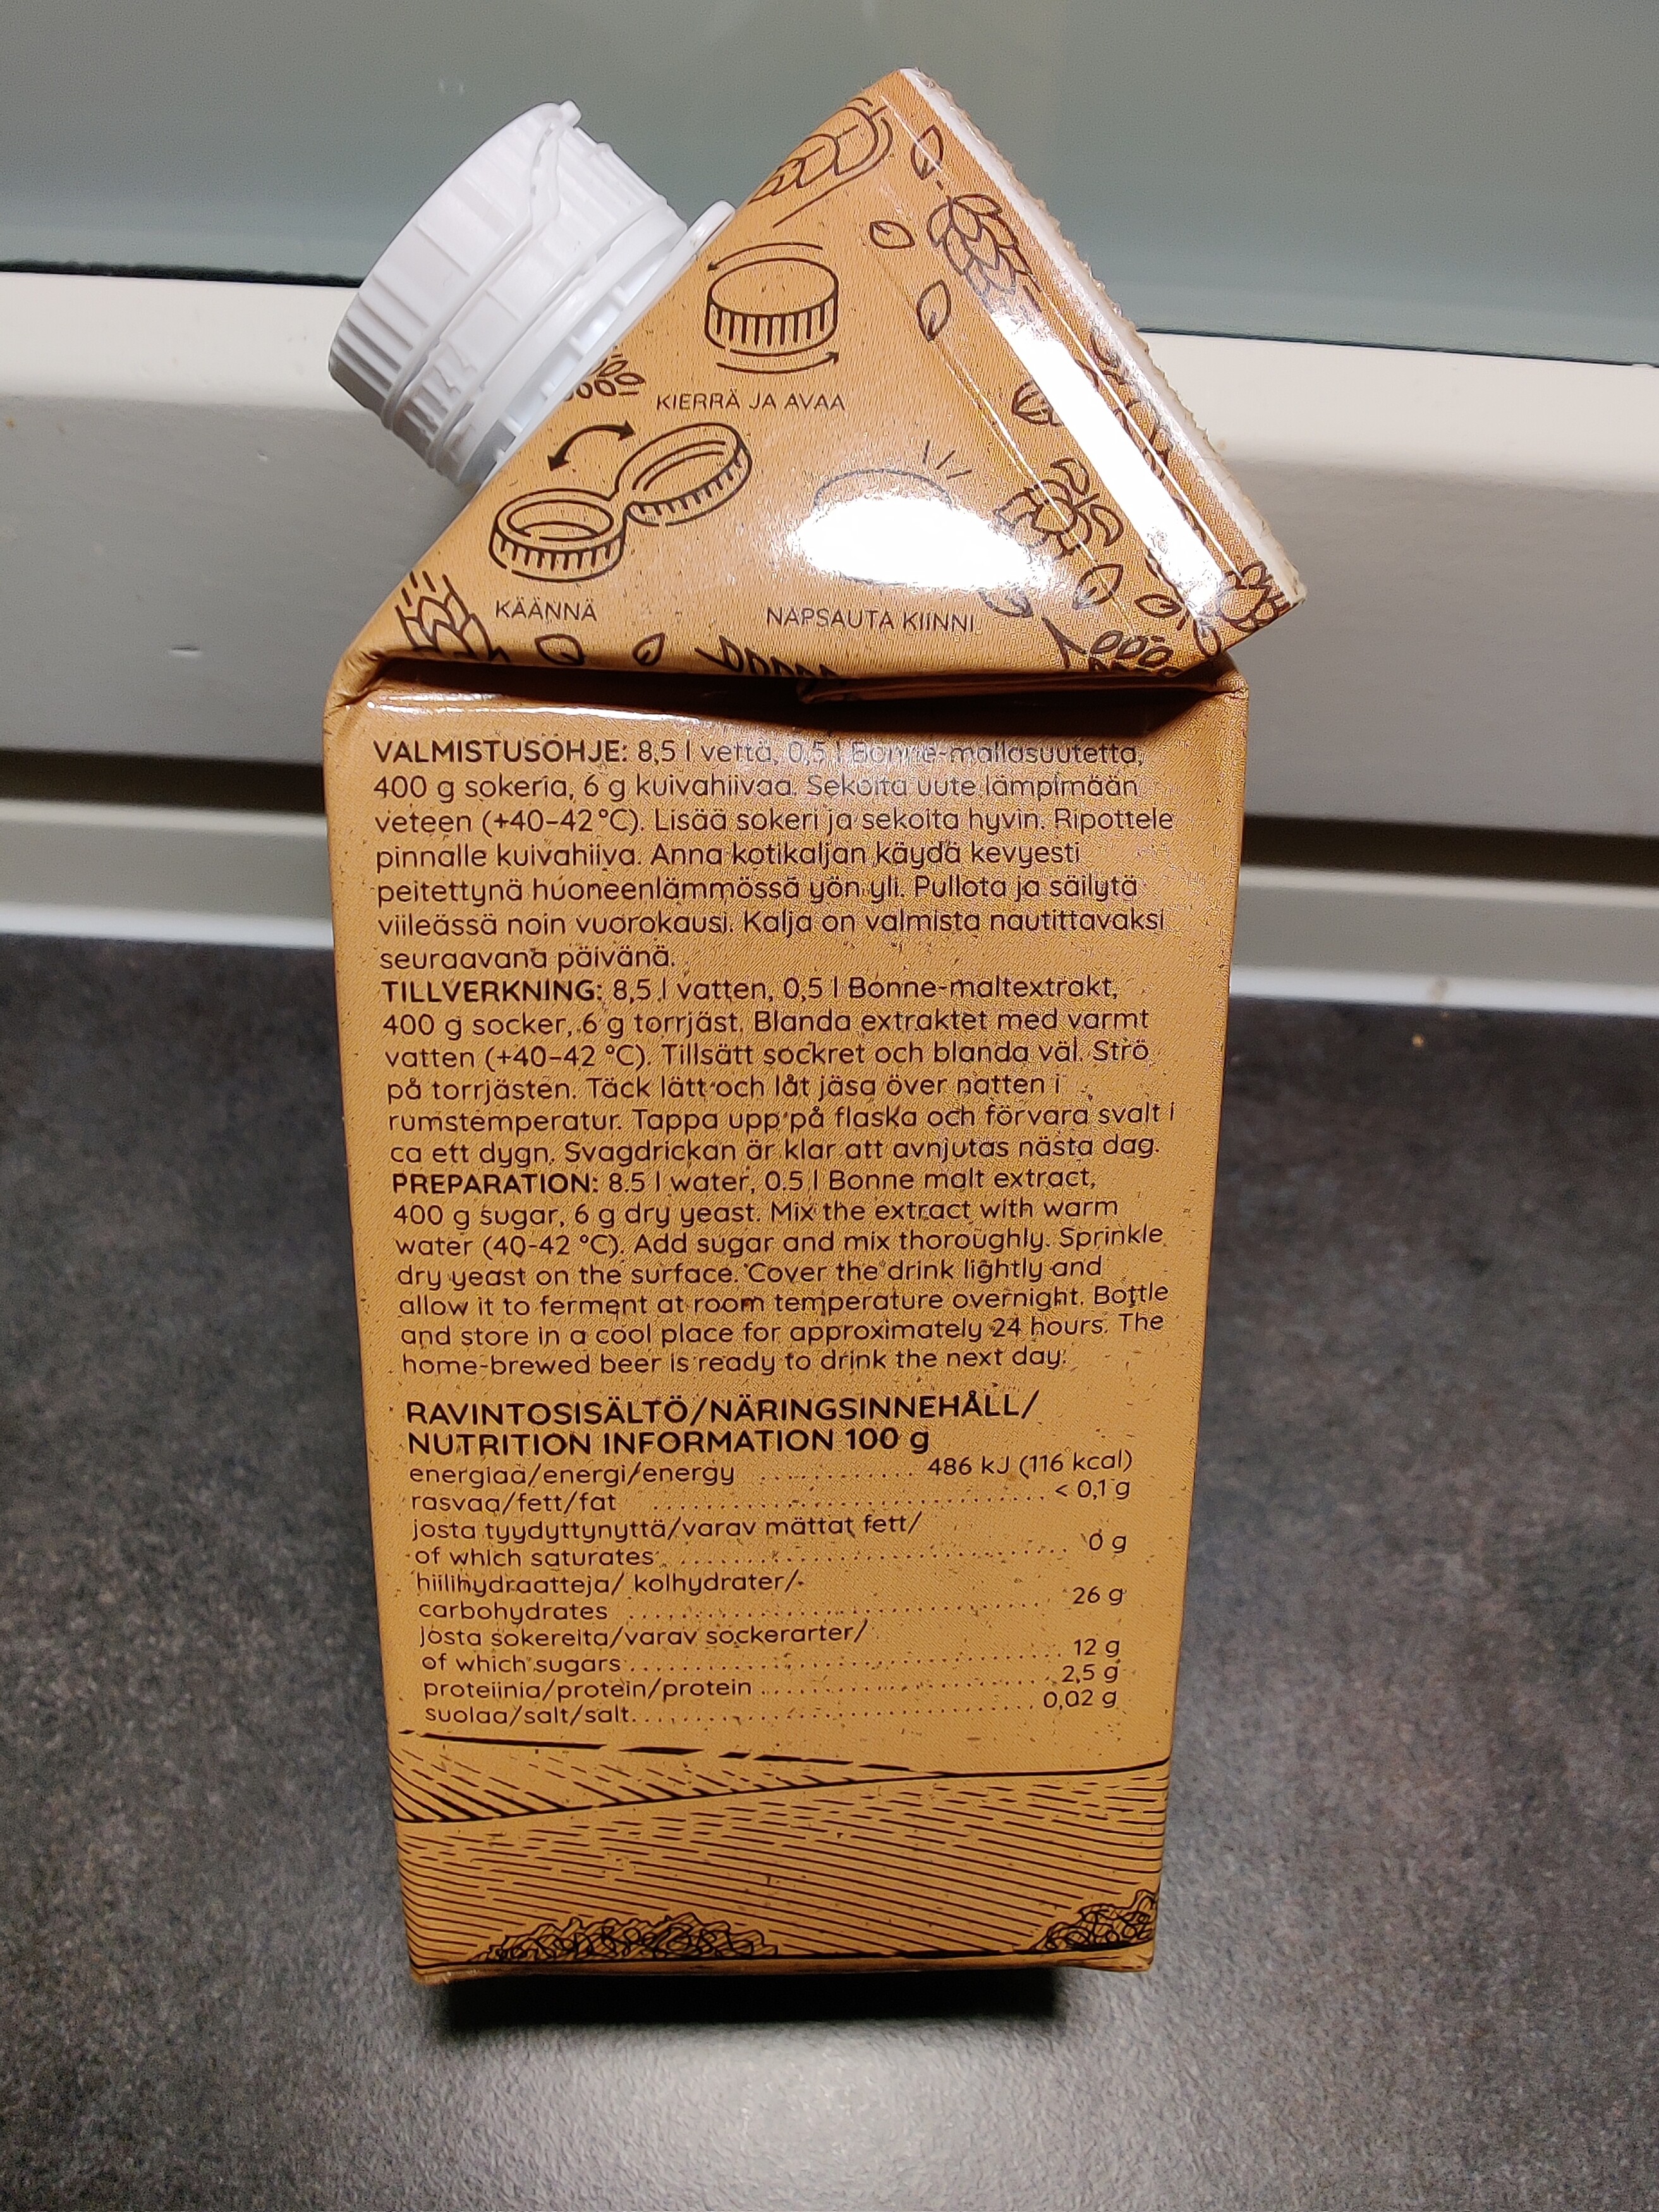 KIERRÄ JA AVAA
KÄÄNNÄ
NAPSAUTA KIINNI
VALMISTUSOHJE: 8,5 l vettä, 0,5 l Bonne-mallasuutetta,
400 g sokeria, 6 g kuivahiivaa. Sekoita uute lämpimään
veteen (+40–42 °C). Lisää sokeri ja sekoita hyvin. Ripottele
pinnalle kuivahiiva. Anna kotikaljan käydä kevyesti
peitettynä huoneenlämmössä yön yli. Pullota ja säilytä
viileässä noin vuorokausi. Kalja on valmista nautittavaksi
seuraavana päivänä.
TILLVERKNING: 8,5 l vatten, 0,5 l Bonne-maltextrakt,
400 g socker, 6 g torrjäst. Blanda extraktet med varmt
vatten (+40–42 °C). Tillsätt sockret och blanda väl. Strö
på torrjästen. Täck lätt och låt jäsa över natten i
rumstemperatur. Tappa upp på flaska och förvara svalt i
ca ett dygn. Svagdrickan är klar att avnjutas nästa dag.
PREPARATION: 8.5 l water, 0.5 l Bonne malt extract,
400 g sugar, 6 g dry yeast. Mix the extract with warm
water (40-42 °C). Add sugar and mix thoroughly. Sprinkle
dry yeast on the surface. Cover the drink lightly and
allow it to ferment at room temperature overnight. Bottle
and store in a cool place for approximately 24 hours. The
home-brewed beer is ready to drink the next day.
RAVINTOSISÄLTÖ/NÄRINGSINNEHÅLL/
NUTRITION INFORMATION 100 g
energiaa/energi/energy ............ 486 kJ (116 kcal)
rasvaa/fett/fat ............ < 0,1 g
josta tyydyttynyttä/varav mättat fett/
of which saturates ............ 0 g
hiilihydraatteja/ kolhydrater/
carbohydrates ............ 26 g
josta sokereita/varav sockerarter/
of which sugars ............ 12 g
proteiinia/protein/protein ............ 2,5 g
suolaa/salt/salt ............ 0,02 g